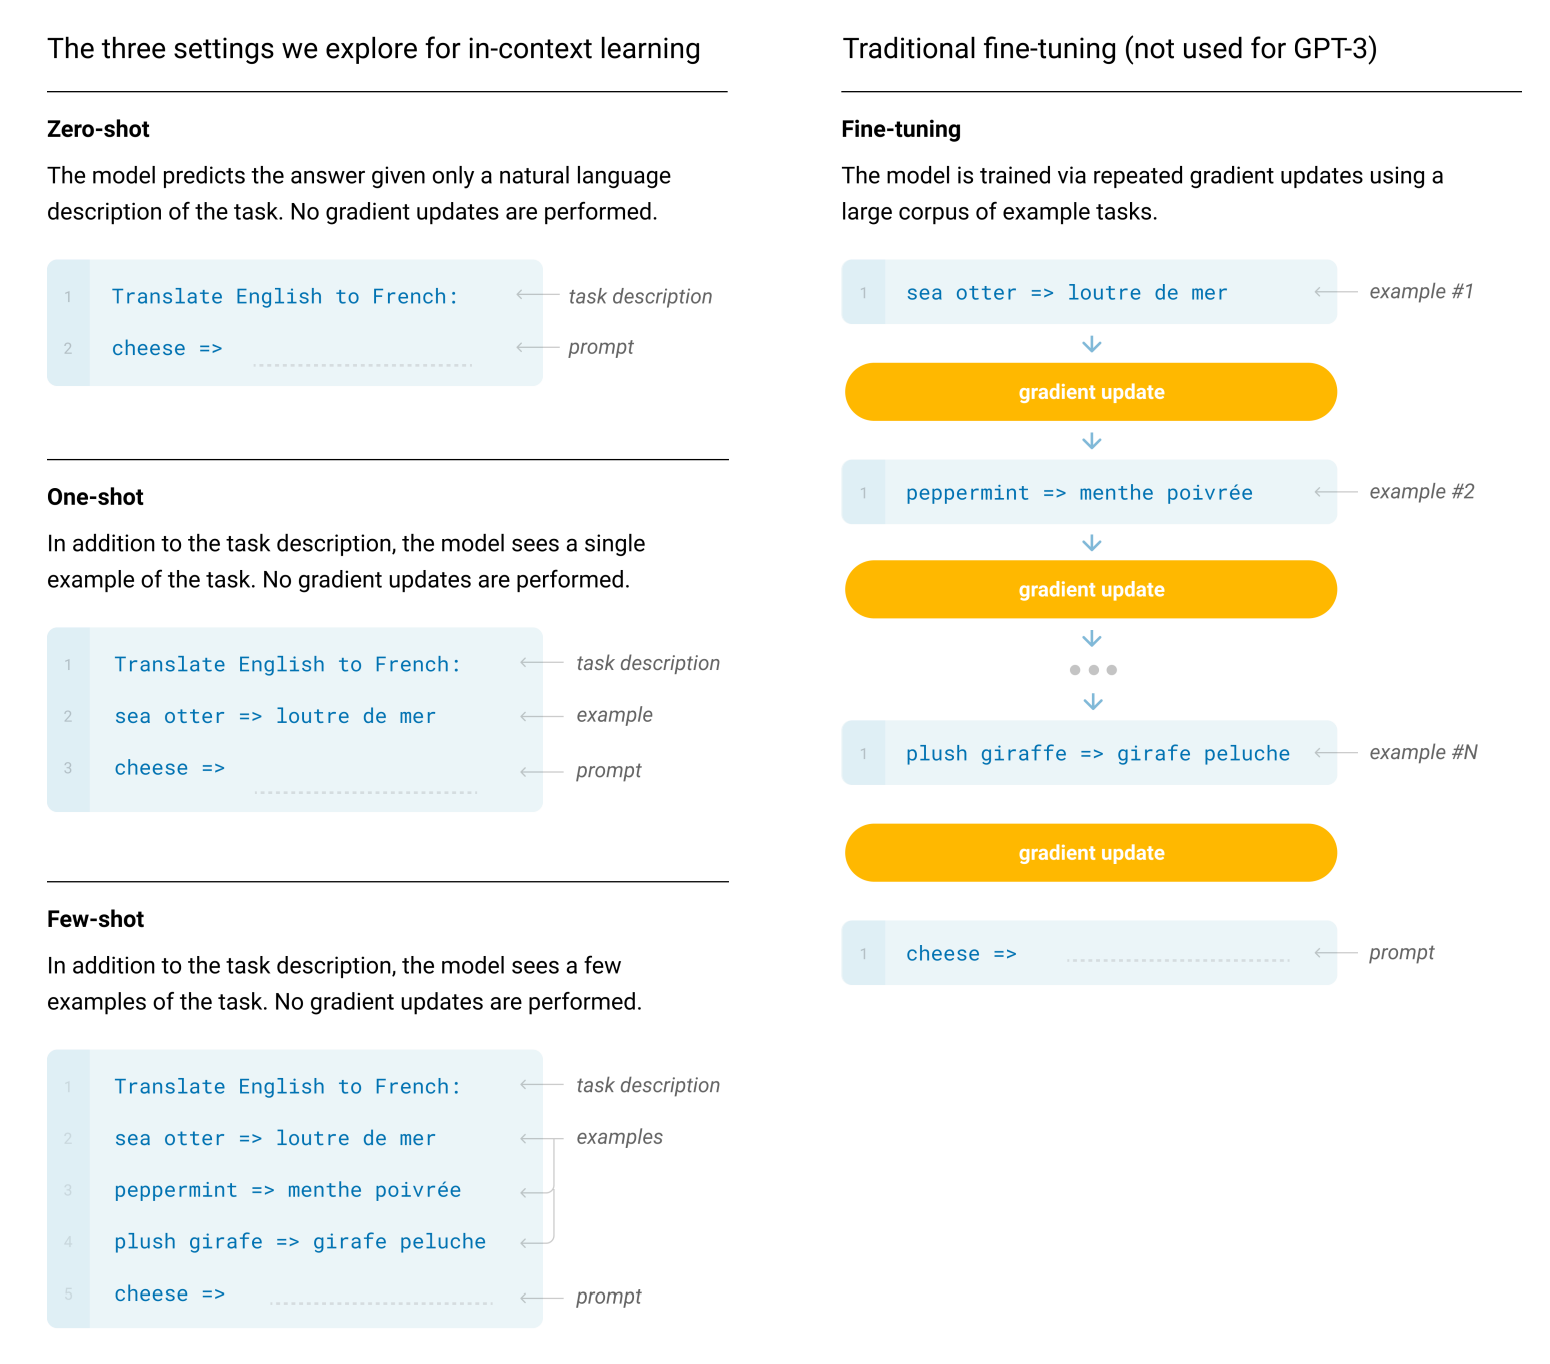 The three settings we explore for in-context learning
Zero-shot
The model predicts the answer given only a natural language
description of the task. No gradient updates are performed.
1 Translate English to French: task description
2 cheese => prompt
One-shot
In addition to the task description, the model sees a single
example of the task. No gradient updates are performed.
1 Translate English to French: task description
2 sea otter => loutre de mer example
3 cheese => prompt
Few-shot
In addition to the task description, the model sees a few
examples of the task. No gradient updates are performed.
1 Translate English to French: task description
2 sea otter => loutre de mer examples
3 peppermint => menthe poivrée
4 plush girafe => girafe peluche
5 cheese => prompt
Traditional fine-tuning (not used for GPT-3)
Fine-tuning
The model is trained via repeated gradient updates using a
large corpus of example tasks.
1 sea otter => loutre de mer example #1
gradient update
1 peppermint => menthe poivrée example #2
gradient update
1 plush giraffe => girafe peluche example #N
gradient update
1 cheese => prompt